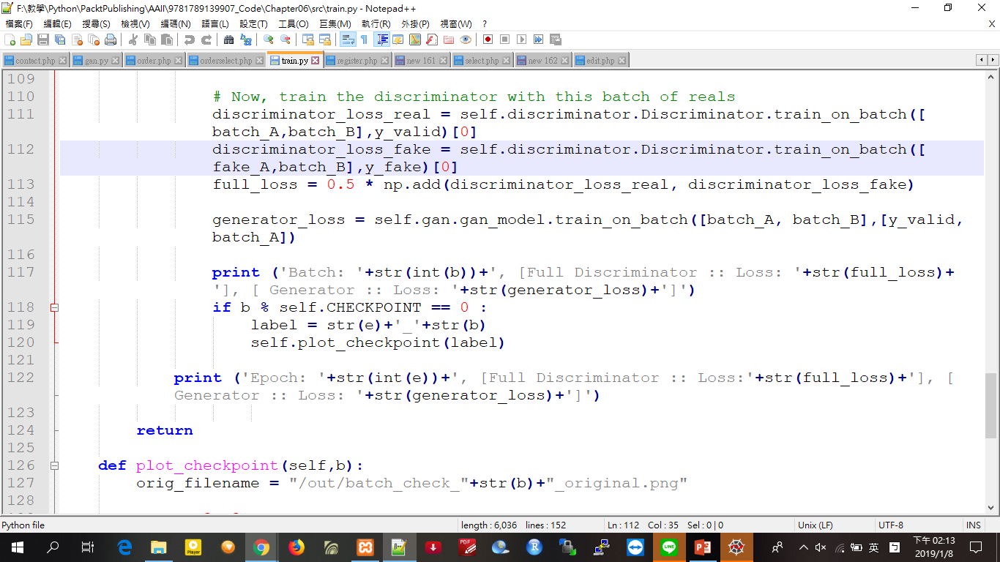 F:\教學\Python\PacktPublishing\AAII\9781789139907_Code\Chapter06\src\train.py - Notepad++
檔案(F) 編輯(E) 搜尋(S) 檢視(V) 編碼(N) 語言(L) 設定(T) 工具(O) 巨集(M) 執行(R) 外掛(P) 視窗(W) ? X
contact.php gan.py order.php orderselect.php train.py register.php new 161 select.php new 162 edit.php
109
110 # Now, train the discriminator with this batch of reals
111 discriminator_loss_real = self.discriminator.Discriminator.train_on_batch([
batch_A,batch_B],y_valid)[0]
112 discriminator_loss_fake = self.discriminator.Discriminator.train_on_batch([
fake_A,batch_B],y_fake)[0]
113 full_loss = 0.5 * np.add(discriminator_loss_real, discriminator_loss_fake)
114
115 generator_loss = self.gan.gan_model.train_on_batch([batch_A, batch_B],[y_valid,
batch_A])
116
117 print ('Batch: '+str(int(b))+', [Full Discriminator :: Loss: '+str(full_loss)+
'], [ Generator :: Loss: '+str(generator_loss)+']')
118 if b % self.CHECKPOINT == 0 :
119 label = str(e)+'_'+str(b)
120 self.plot_checkpoint(label)
121
122 print ('Epoch: '+str(int(e))+', [Full Discriminator :: Loss:'+str(full_loss)+'], [
Generator :: Loss: '+str(generator_loss)+']')
123
124 return
125
126 def plot_checkpoint(self,b):
127 orig_filename = "/out/batch_check_"+str(b)+"_original.png"
128
Python file length : 6,036 lines : 152 Ln : 112 Col : 35 Sel : 0 | 0 Unix (LF) UTF-8 INS
Player PDF R LINE P 英 下午 02:13
2019/1/8